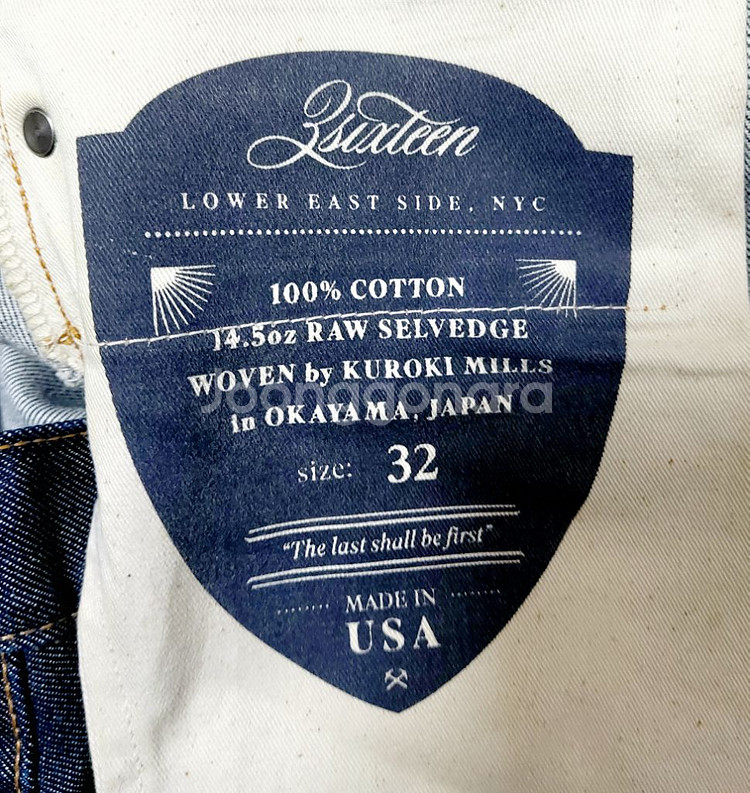 3sixteen
LOWER EAST SIDE, NYC
100% COTTON
14.5oz RAW SELVEDGE
WOVEN by KUROKI MILLS
Joonggonara
in OKAYAMA, JAPAN
size: 32
"The last shall be first"
MADE IN
USA